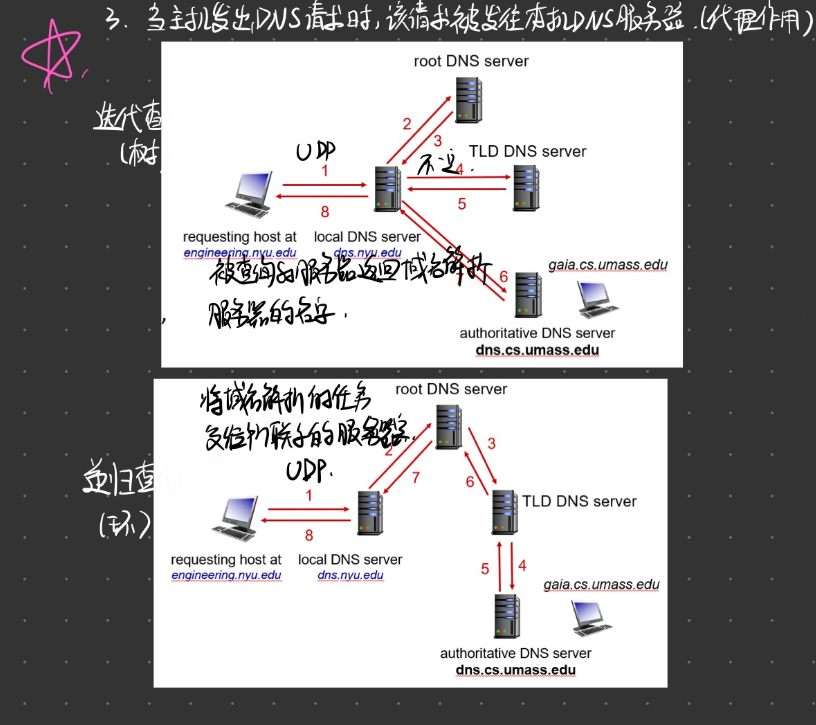 3. 当主机发出DNS请求时,该请求被发往本地DNS服务器.(代理作用)
root DNS server
迭代查
(树
UDP
2
3
TLD DNS server
不一定.
1
4
8
5
requesting host at
engineering.nyu.edu
local DNS server
dns.nyu.edu
被查询的服务器返回域名解析
服务器的名字.
6
gaia.cs.umass.edu
authoritative DNS server
dns.cs.umass.edu
将域名解析的任务
交给所联系的服务器.
root DNS server
UDP.
2
7
3
6
递归查
(环)
1
8
TLD DNS server
requesting host at
engineering.nyu.edu
local DNS server
dns.nyu.edu
5
4
gaia.cs.umass.edu
authoritative DNS server
dns.cs.umass.edu